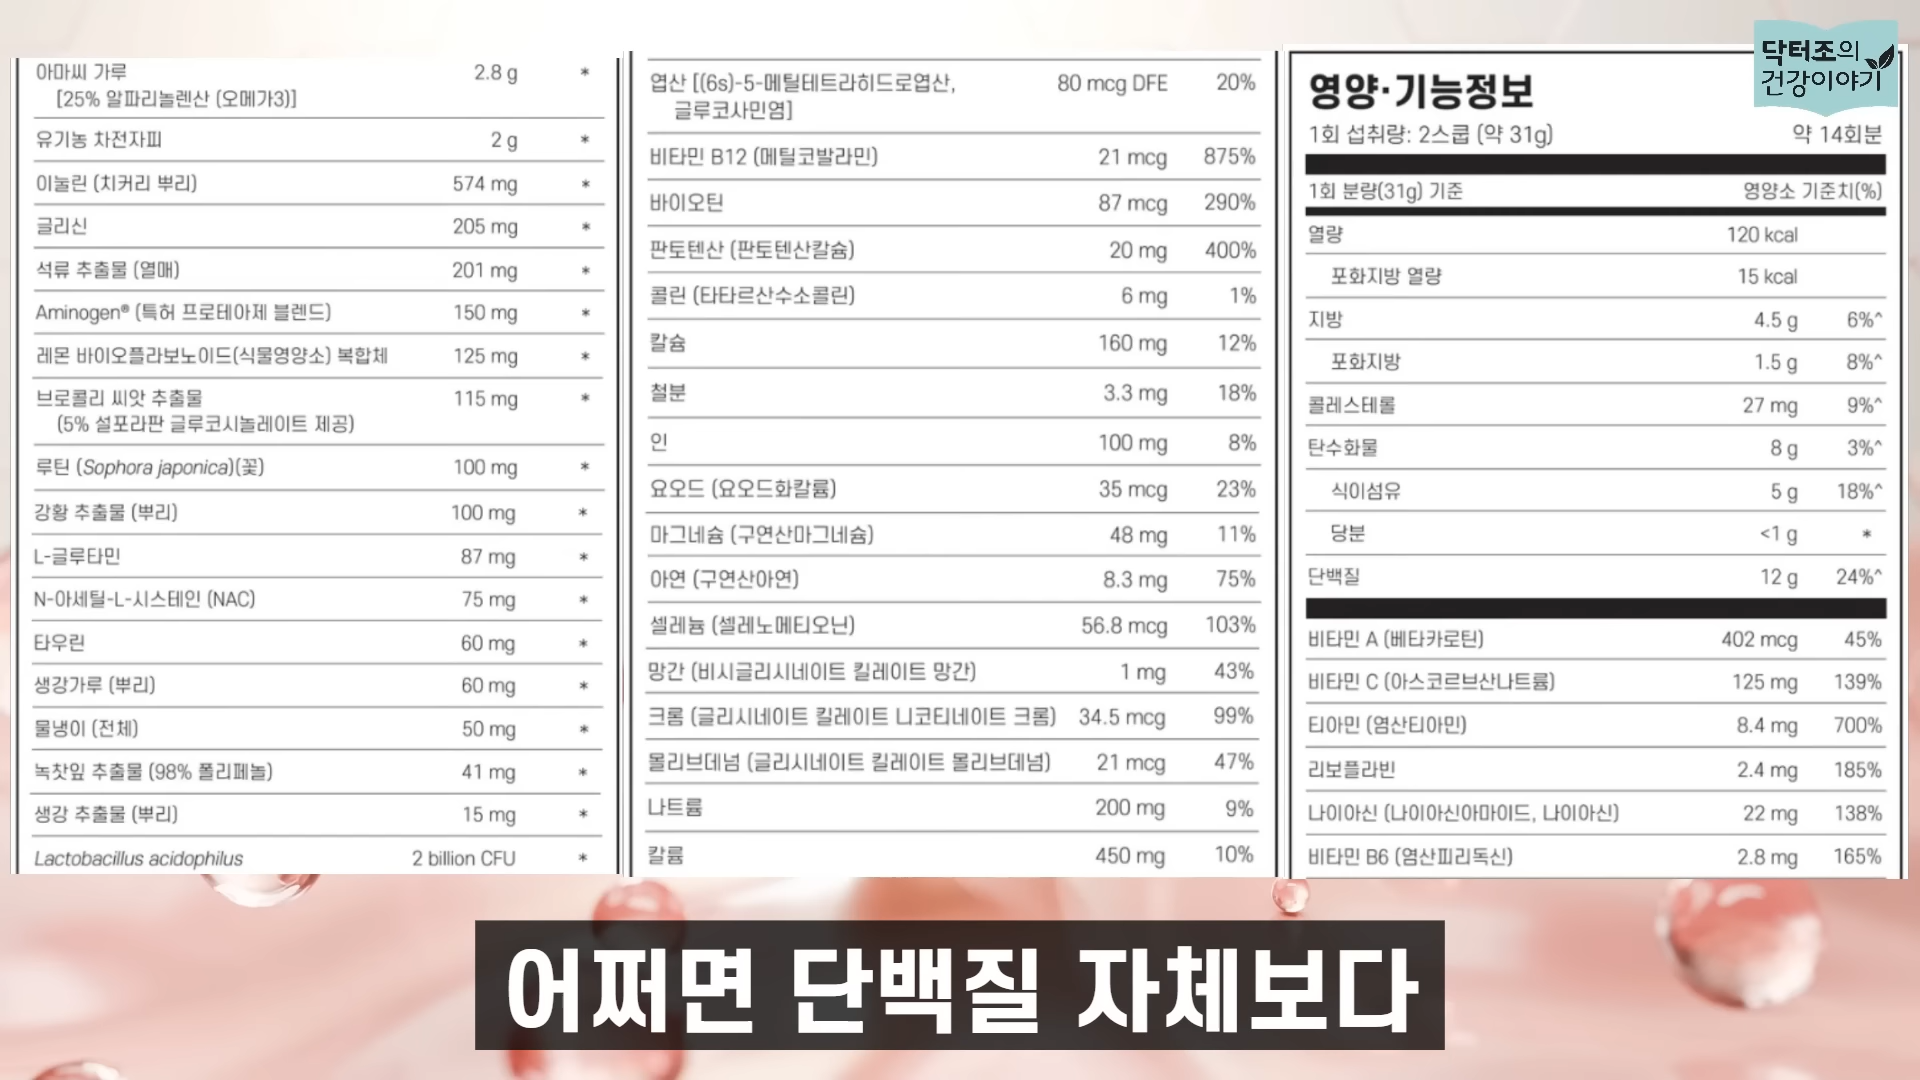 아마씨 가루 2.8 g *
[25% 알파리놀렌산 (오메가3)]
유기농 차전자피 2 g *
이눌린 (치커리 뿌리) 574 mg *
글리신 205 mg *
석류 추출물 (열매) 201 mg *
Aminogen® (특허 프로테아제 블렌드) 150 mg *
레몬 바이오플라보노이드(식물영양소) 복합체 125 mg *
브로콜리 씨앗 추출물 115 mg *
(5% 설포라판 글루코시놀레이트 제공)
루틴 (Sophora japonica)(꽃) 100 mg *
강황 추출물 (뿌리) 100 mg *
L-글루타민 87 mg *
N-아세틸-L-시스테인 (NAC) 75 mg *
타우린 60 mg *
생강가루 (뿌리) 60 mg *
물냉이 (전체) 50 mg *
녹찻잎 추출물 (98% 폴리페놀) 41 mg *
생강 추출물 (뿌리) 15 mg *
Lactobacillus acidophilus 2 billion CFU *
엽산 [(6s)-5-메틸테트라히드로엽산, 80 mcg DFE 20%
글루코사민염]
비타민 B12 (메틸코발라민) 21 mcg 875%
바이오틴 87 mcg 290%
판토텐산 (판토텐산칼슘) 20 mg 400%
콜린 (타타르산수소콜린) 6 mg 1%
칼슘 160 mg 12%
철분 3.3 mg 18%
인 100 mg 8%
요오드 (요오드화칼륨) 35 mcg 23%
마그네슘 (구연산마그네슘) 48 mg 11%
아연 (구연산아연) 8.3 mg 75%
셀레늄 (셀레노메티오닌) 56.8 mcg 103%
망간 (비시글리시네이트 킬레이트 망간) 1 mg 43%
크롬 (글리시네이트 킬레이트 니코티네이트 크롬) 34.5 mcg 99%
몰리브데넘 (글리시네이트 킬레이트 몰리브데넘) 21 mcg 47%
나트륨 200 mg 9%
칼륨 450 mg 10%
닥터조의
건강이야기
영양·기능정보
1회 섭취량: 2스쿱 (약 31g) 약 14회분
1회 분량(31g) 기준 영양소 기준치(%)
열량 120 kcal
포화지방 열량 15 kcal
지방 4.5 g 6%^
포화지방 1.5 g 8%^
콜레스테롤 27 mg 9%^
탄수화물 8 g 3%^
식이섬유 5 g 18%^
당분 <1 g *
단백질 12 g 24%^
비타민 A (베타카로틴) 402 mcg 45%
비타민 C (아스코르브산나트륨) 125 mg 139%
티아민 (염산티아민) 8.4 mg 700%
리보플라빈 2.4 mg 185%
나이아신 (나이아신아마이드, 나이아신) 22 mg 138%
비타민 B6 (염산피리독신) 2.8 mg 165%
어쩌면 단백질 자체보다